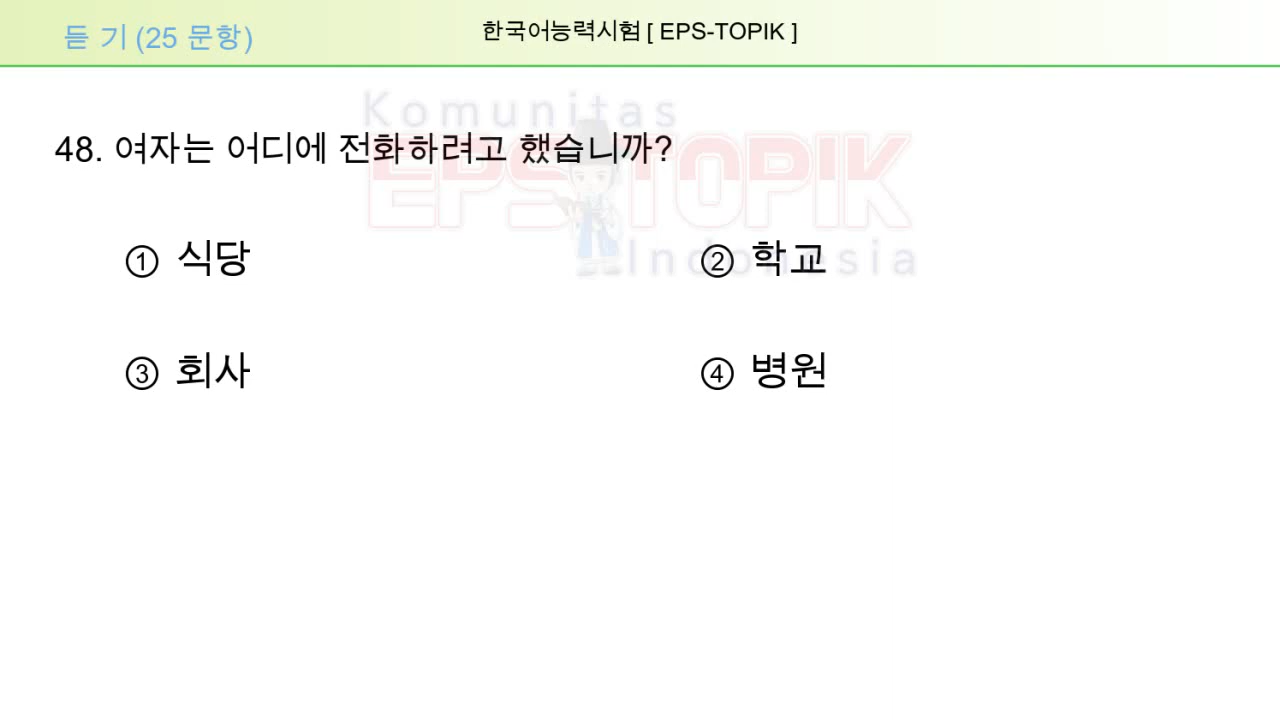 듣 기 (25 문항)
한국어능력시험 [ EPS-TOPIK ]
Komunitas
EPS TOPIK
Indonesia
48. 여자는 어디에 전화하려고 했습니까?
① 식당
② 학교
③ 회사
④ 병원